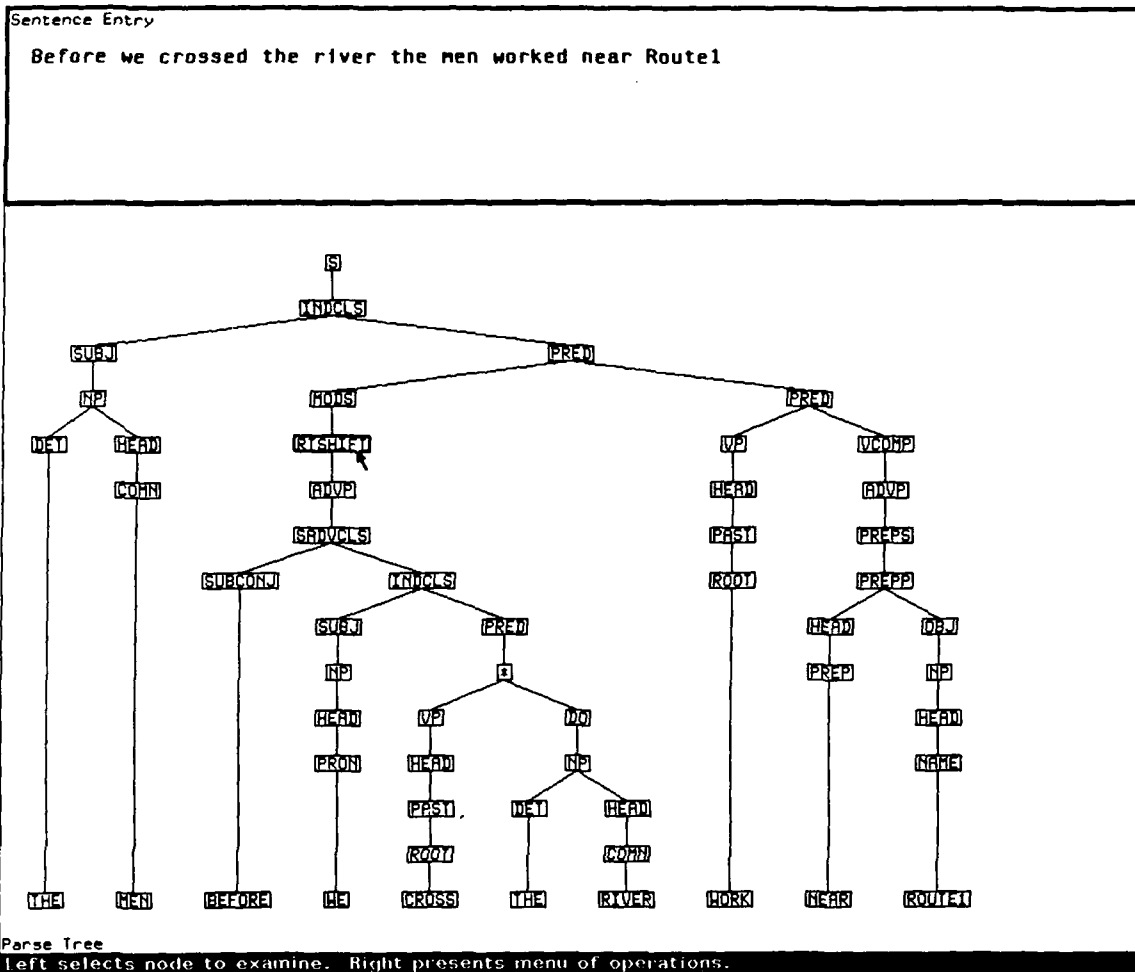 Sentence Entry
Before we crossed the river the men worked near Route1
S
INDCLS
SUBJ PRED
NP MODS PRED
DET HEAD RTSHIFT VP VCOMP
COMN ADVP HEAD ADVP
SADVCLS PAST PREPS
SUBCONJ INDCLS ROOT PREPP
SUBJ PRED HEAD OBJ
NP * PREP NP
HEAD VP DO HEAD
PRON HEAD NP NAME
PAST DET HEAD
ROOT COMN
THE MEN BEFORE WE CROSS THE RIVER WORK NEAR ROUTE1
Parse Tree
Left selects node to examine. Right presents menu of operations.